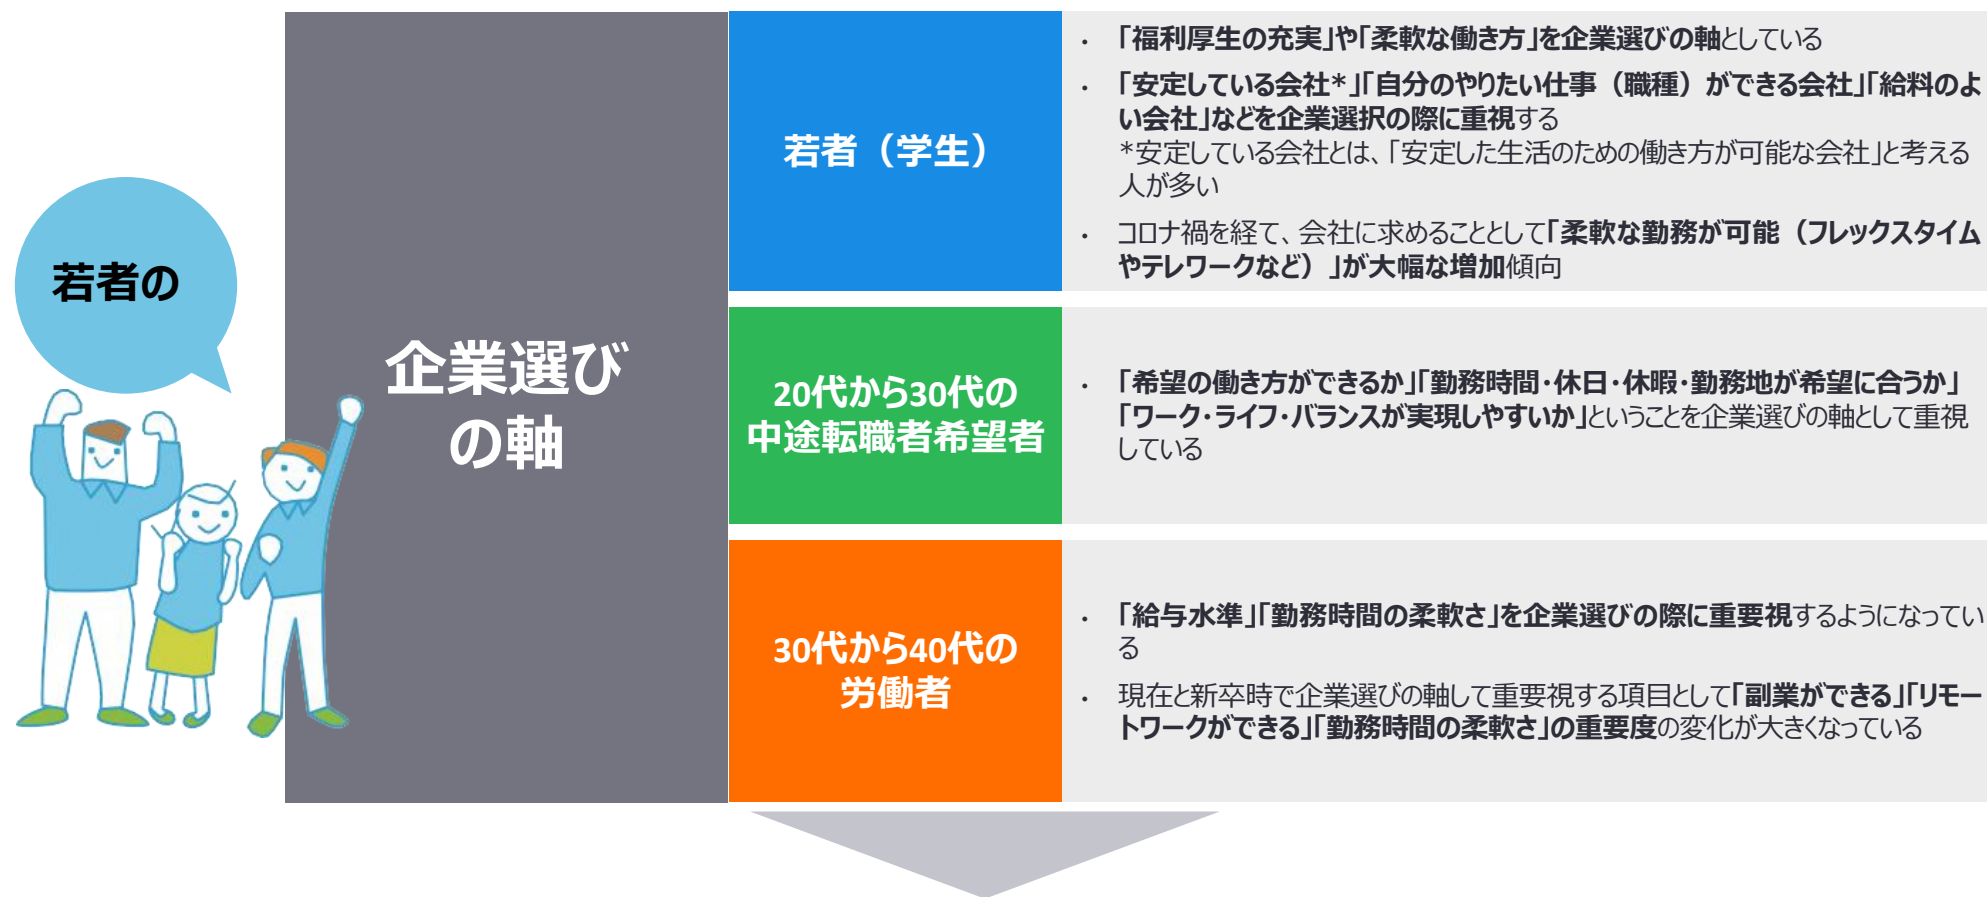 若者の
企業選び
の軸
若者（学生）
・「福利厚生の充実」や「柔軟な働き方」を企業選びの軸としている
・「安定している会社*」「自分のやりたい仕事（職種）ができる会社」「給料のよ
い会社」などを企業選択の際に重視する
*安定している会社とは、「安定した生活のための働き方が可能な会社」と考える
人が多い
・コロナ禍を経て、会社に求めることとして「柔軟な勤務が可能（フレックスタイム
やテレワークなど）」が大幅な増加傾向
20代から30代の
中途転職者希望者
・「希望の働き方ができるか」「勤務時間・休日・休暇・勤務地が希望に合うか」
「ワーク・ライフ・バランスが実現しやすいか」ということを企業選びの軸として重視
している
30代から40代の
労働者
・「給与水準」「勤務時間の柔軟さ」を企業選びの際に重要視するようになってい
る
・現在と新卒時で企業選びの軸して重要視する項目として「副業ができる」「リモー
トワークができる」「勤務時間の柔軟さ」の重要度の変化が大きくなっている